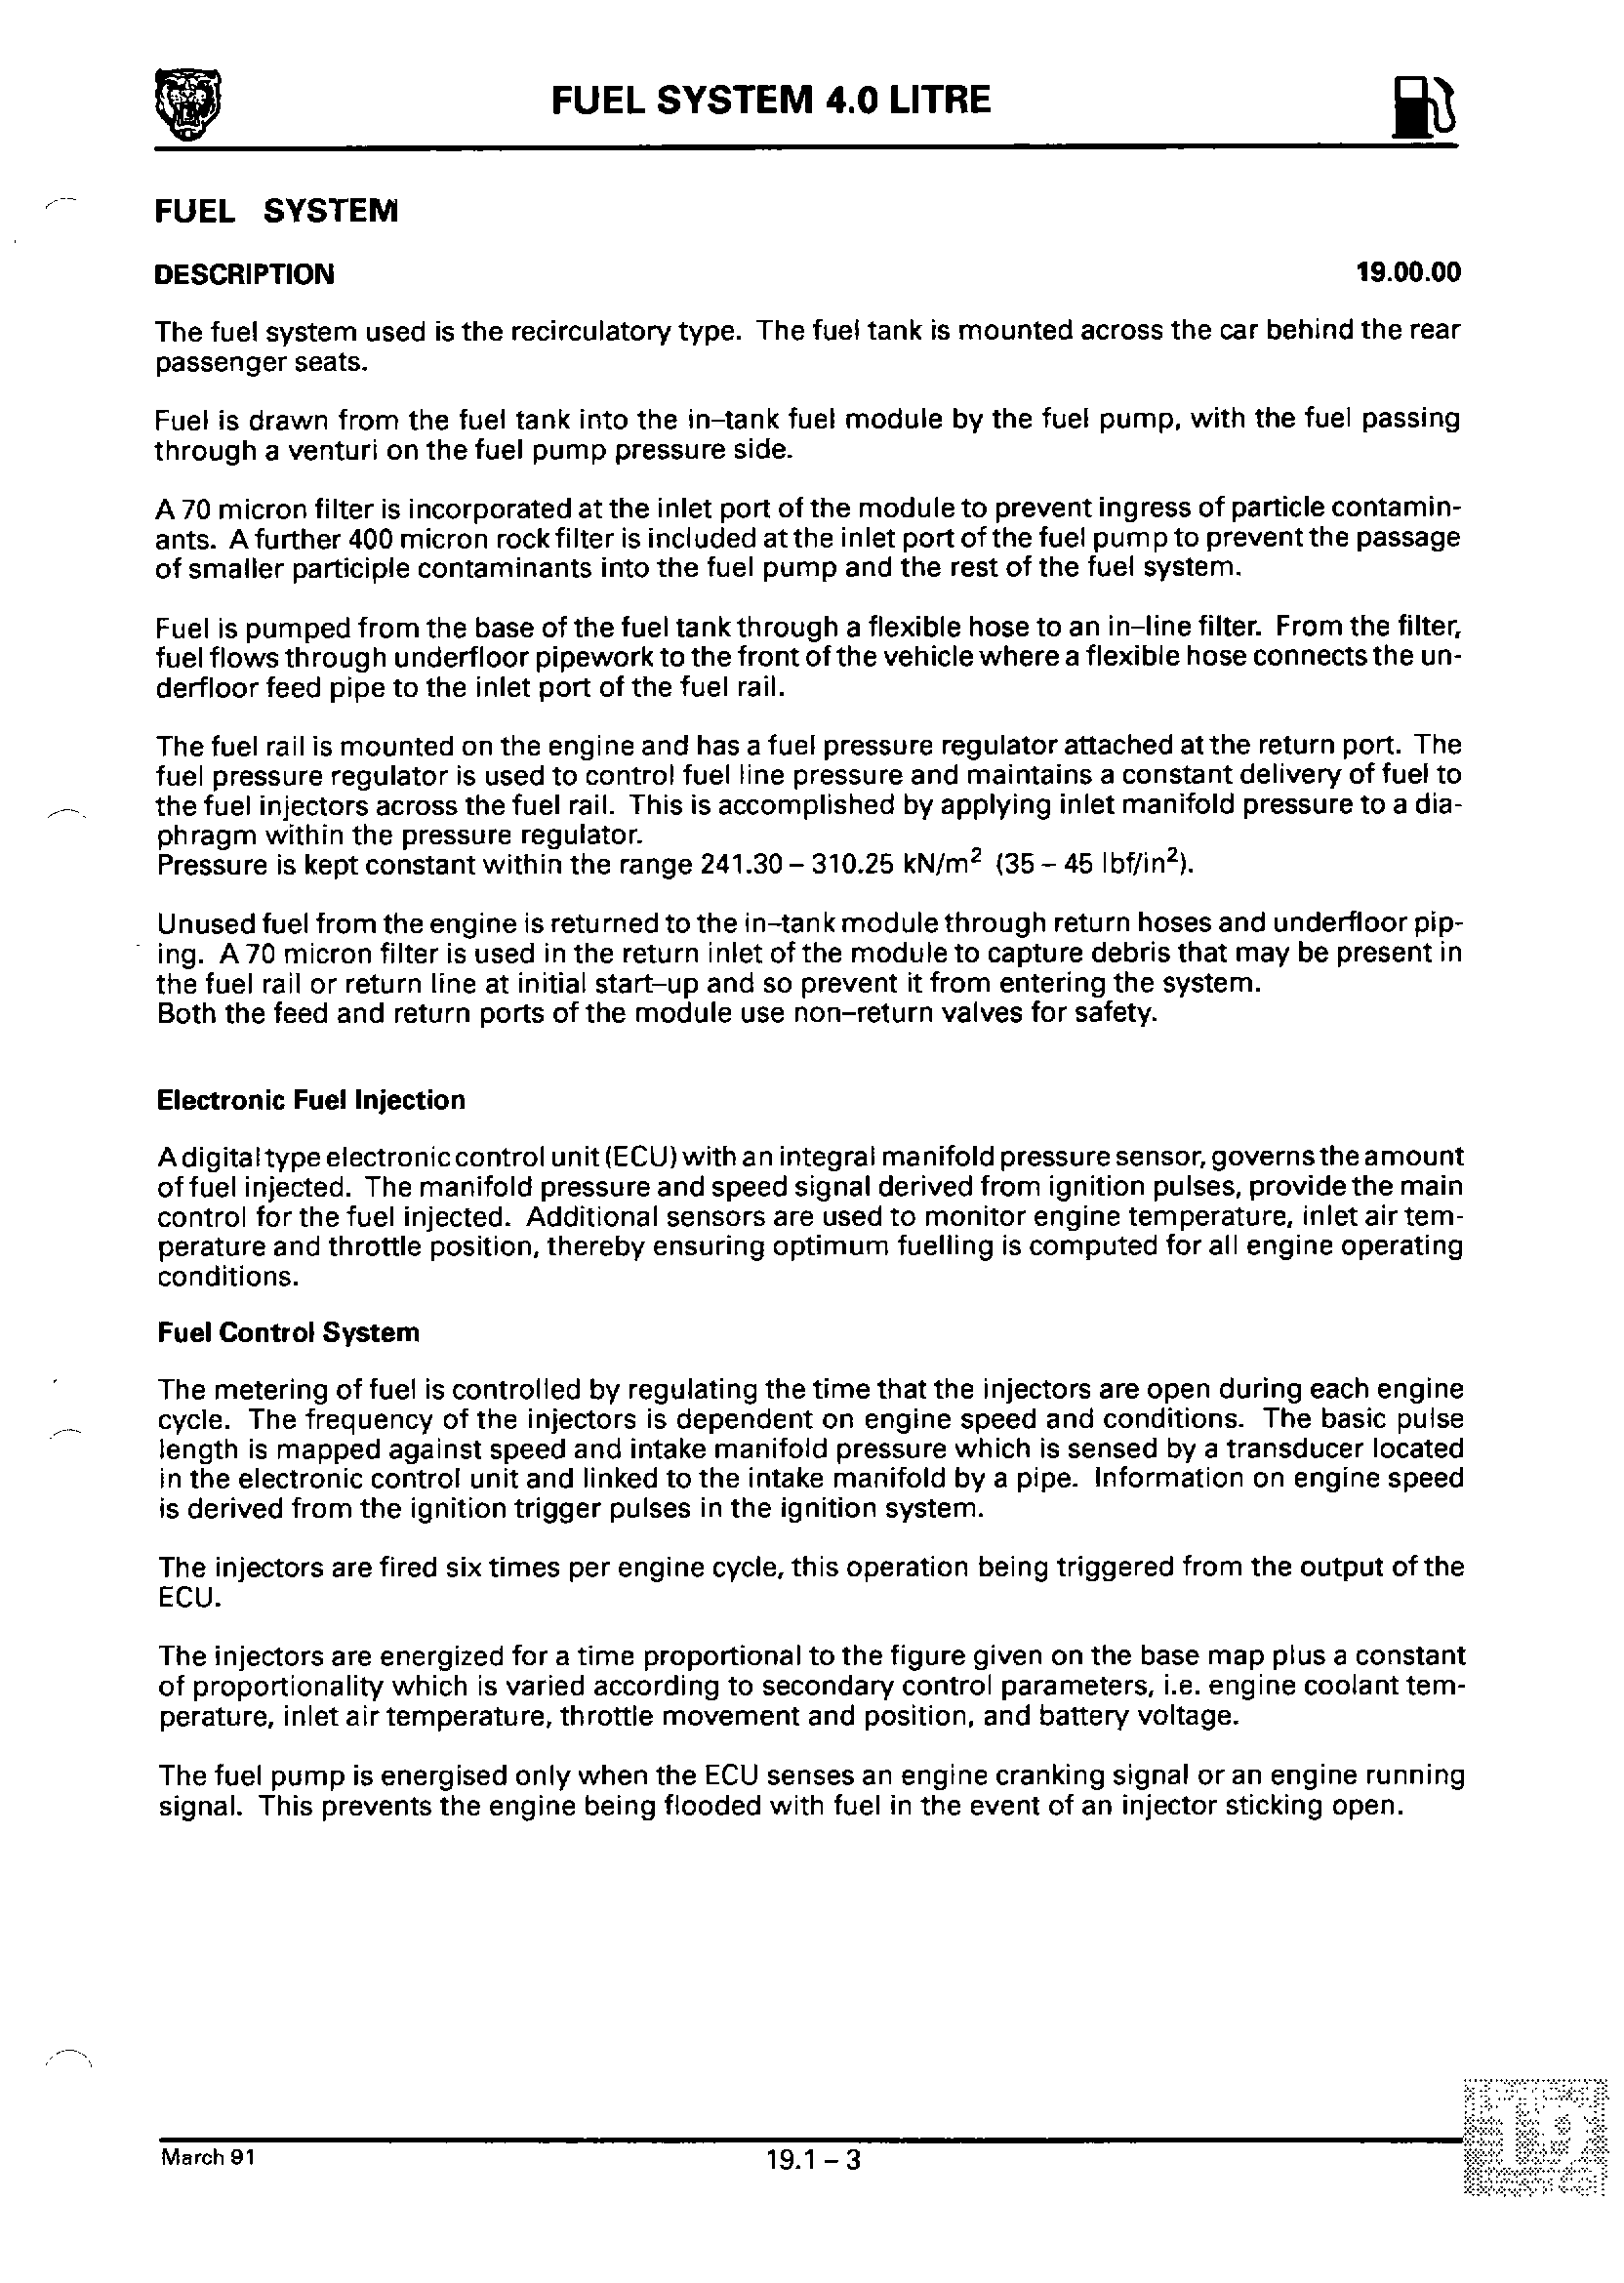 FUEL SYSTEM 4.0 LITRE
FUEL SYSTEM
DESCRIPTION 19.00.00
The fuel system used is the recirculatory type. The fuel tank is mounted across the car behind the rear
passenger seats.
Fuel is drawn from the fuel tank into the in–tank fuel module by the fuel pump, with the fuel passing
through a venturi on the fuel pump pressure side.
A 70 micron filter is incorporated at the inlet port of the module to prevent ingress of particle contamin-
ants. A further 400 micron rock filter is included at the inlet port of the fuel pump to prevent the passage
of smaller participle contaminants into the fuel pump and the rest of the fuel system.
Fuel is pumped from the base of the fuel tank through a flexible hose to an in–line filter. From the filter,
fuel flows through underfloor pipework to the front of the vehicle where a flexible hose connects the un-
derfloor feed pipe to the inlet port of the fuel rail.
The fuel rail is mounted on the engine and has a fuel pressure regulator attached at the return port. The
fuel pressure regulator is used to control fuel line pressure and maintains a constant delivery of fuel to
the fuel injectors across the fuel rail. This is accomplished by applying inlet manifold pressure to a dia-
phragm within the pressure regulator.
Pressure is kept constant within the range 241.30 – 310.25 kN/m² (35 – 45 lbf/in²).
Unused fuel from the engine is returned to the in–tank module through return hoses and underfloor pip-
ing. A 70 micron filter is used in the return inlet of the module to capture debris that may be present in
the fuel rail or return line at initial start–up and so prevent it from entering the system.
Both the feed and return ports of the module use non–return valves for safety.
Electronic Fuel Injection
A digital type electronic control unit (ECU) with an integral manifold pressure sensor, governs the amount
of fuel injected. The manifold pressure and speed signal derived from ignition pulses, provide the main
control for the fuel injected. Additional sensors are used to monitor engine temperature, inlet air tem-
perature and throttle position, thereby ensuring optimum fuelling is computed for all engine operating
conditions.
Fuel Control System
The metering of fuel is controlled by regulating the time that the injectors are open during each engine
cycle. The frequency of the injectors is dependent on engine speed and conditions. The basic pulse
length is mapped against speed and intake manifold pressure which is sensed by a transducer located
in the electronic control unit and linked to the intake manifold by a pipe. Information on engine speed
is derived from the ignition trigger pulses in the ignition system.
The injectors are fired six times per engine cycle, this operation being triggered from the output of the
ECU.
The injectors are energized for a time proportional to the figure given on the base map plus a constant
of proportionality which is varied according to secondary control parameters, i.e. engine coolant tem-
perature, inlet air temperature, throttle movement and position, and battery voltage.
The fuel pump is energised only when the ECU senses an engine cranking signal or an engine running
signal. This prevents the engine being flooded with fuel in the event of an injector sticking open.
March 91 19.1 – 3
19